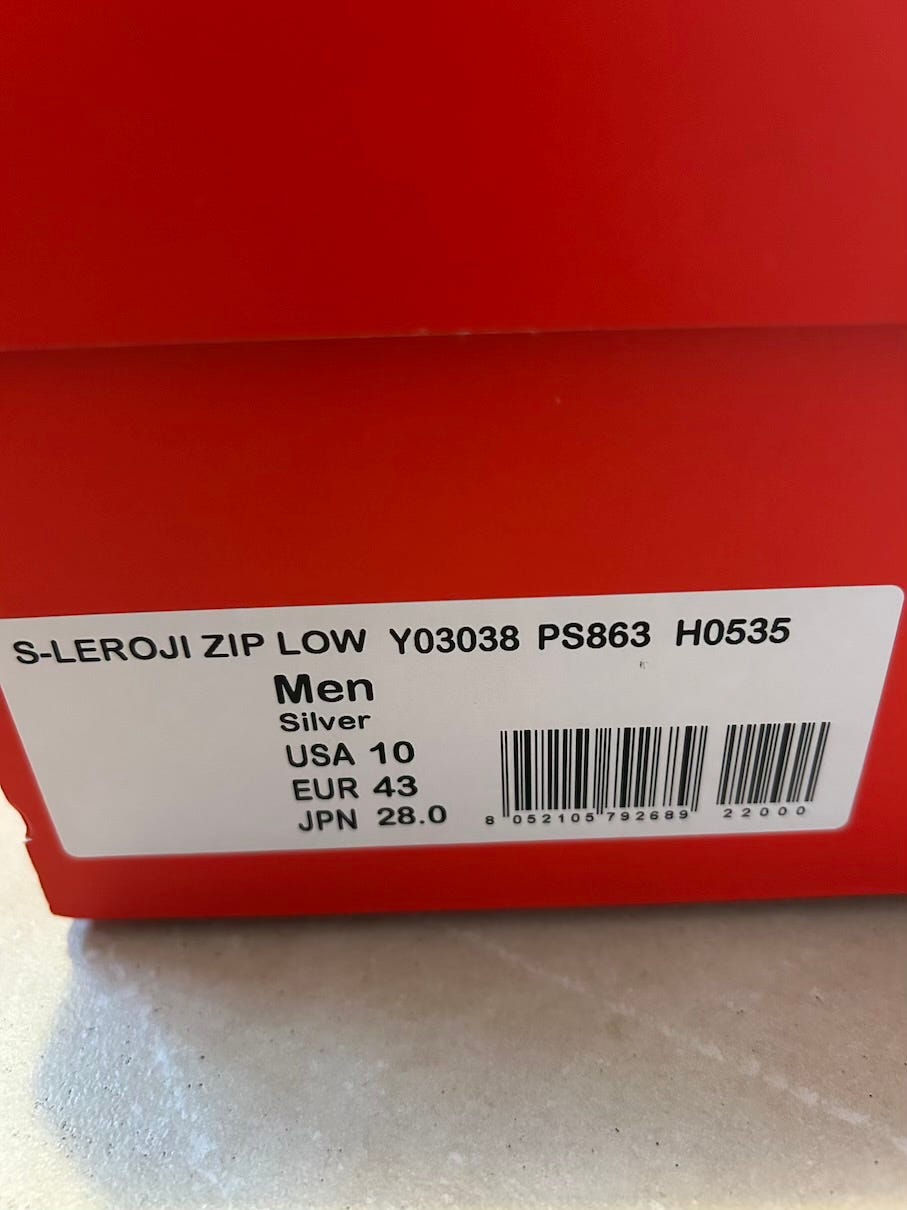 S-LEROJI ZIP LOW Y03038 PS863 H0535
Men
Silver
USA 10
EUR 43
JPN 28.0
8 052105 792689 22000